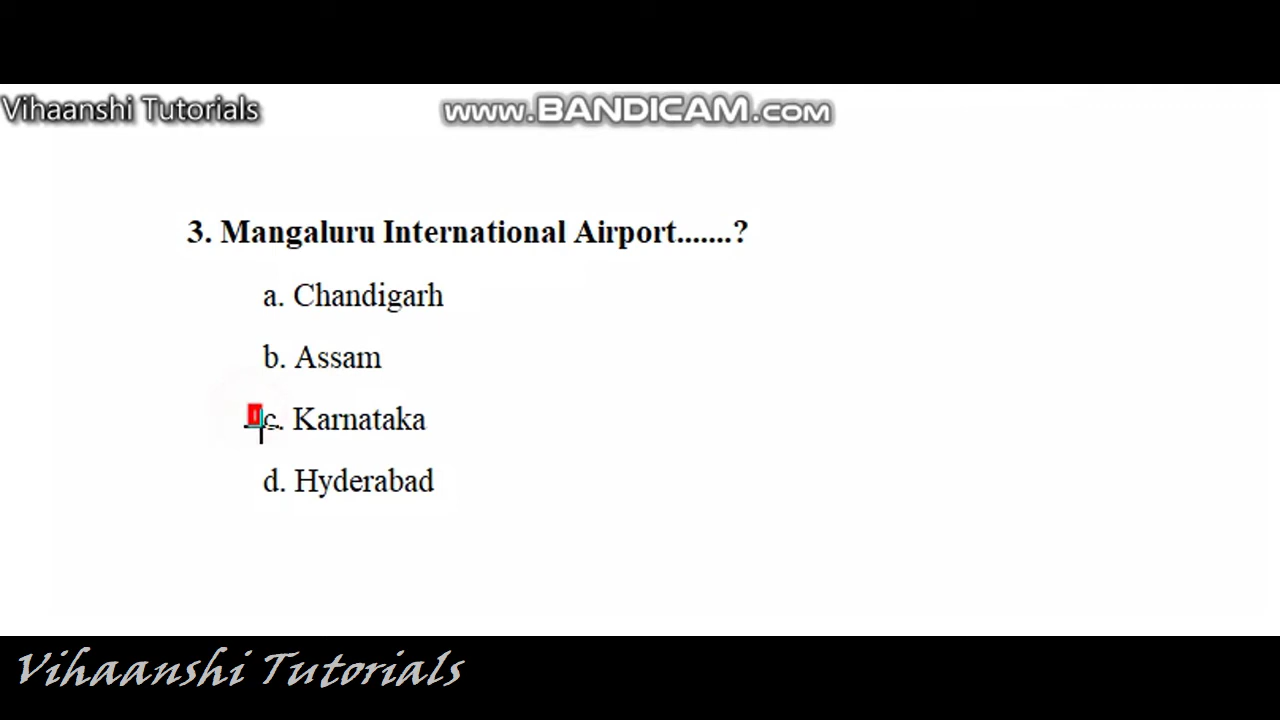 Vihaanshi Tutorials
www.BANDICAM.com
3. Mangaluru International Airport.......?
a. Chandigarh
b. Assam
c. Karnataka
d. Hyderabad
Vihaanshi Tutorials